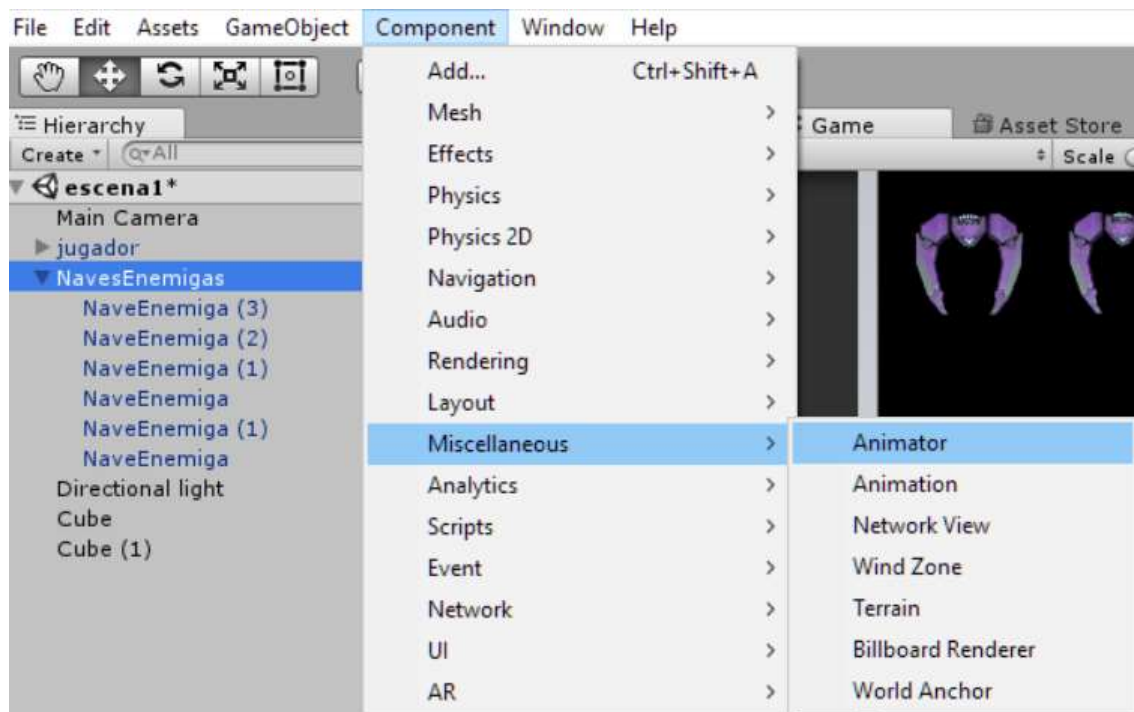 File Edit Assets GameObject Component Window Help
Add... Ctrl+Shift+A
Mesh
Effects
Physics
Physics 2D
Navigation
Audio
Rendering
Layout
Miscellaneous
Analytics
Scripts
Event
Network
UI
AR
Hierarchy
Create All
escena1*
Main Camera
jugador
NavesEnemigas
NaveEnemiga (3)
NaveEnemiga (2)
NaveEnemiga (1)
NaveEnemiga
NaveEnemiga (1)
NaveEnemiga
Directional light
Cube
Cube (1)
Game Asset Store
Scale
Animator
Animation
Network View
Wind Zone
Terrain
Billboard Renderer
World Anchor